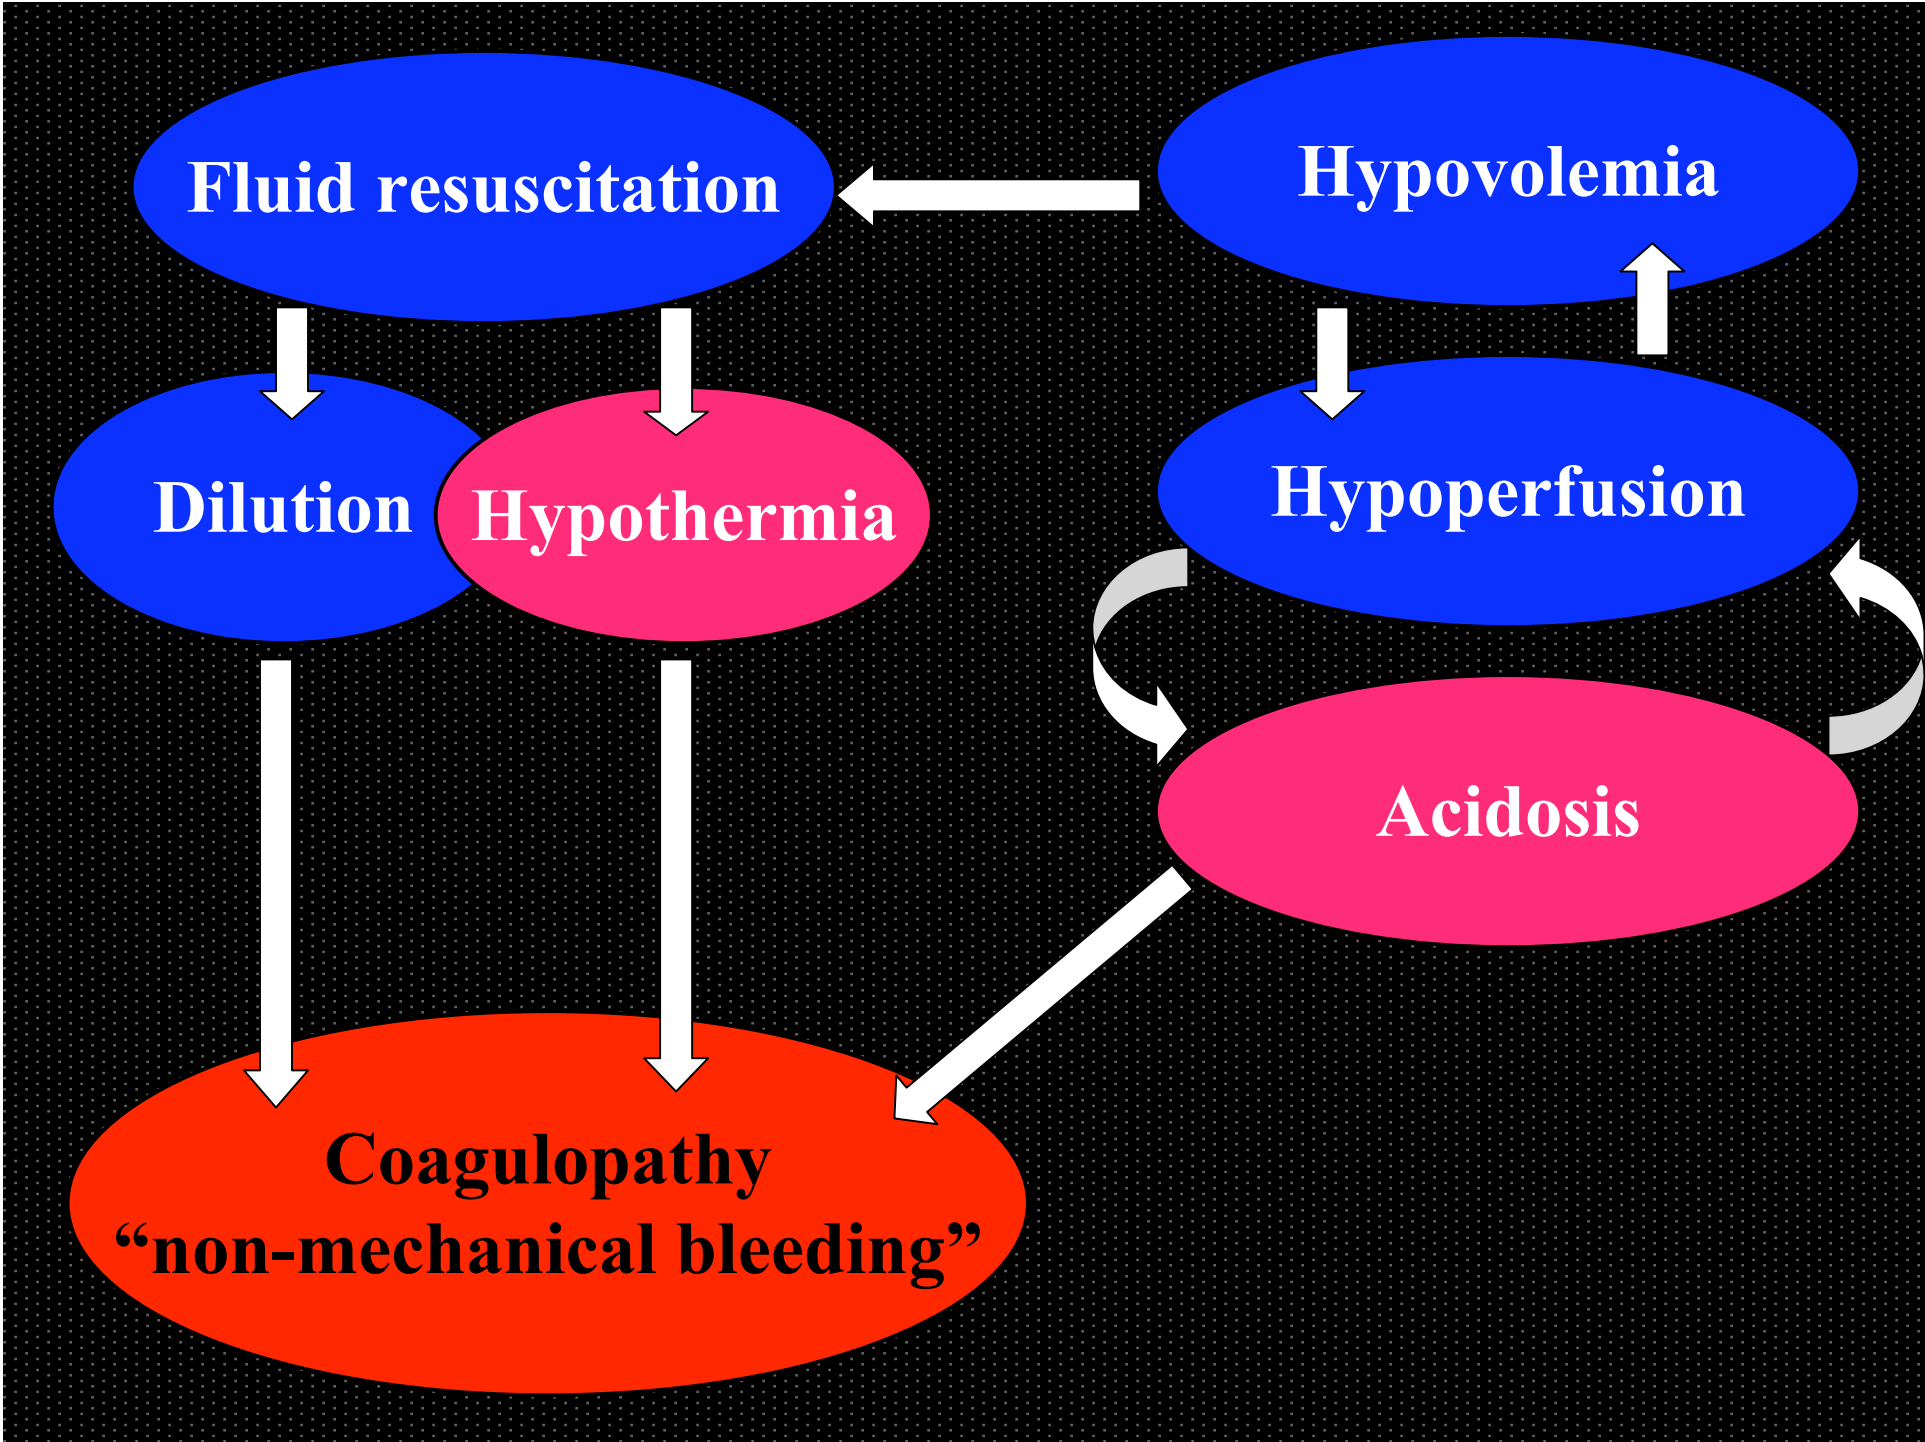 Fluid resuscitation
Hypovolemia
Dilution
Hypothermia
Hypoperfusion
Acidosis
Coagulopathy
“non-mechanical bleeding”